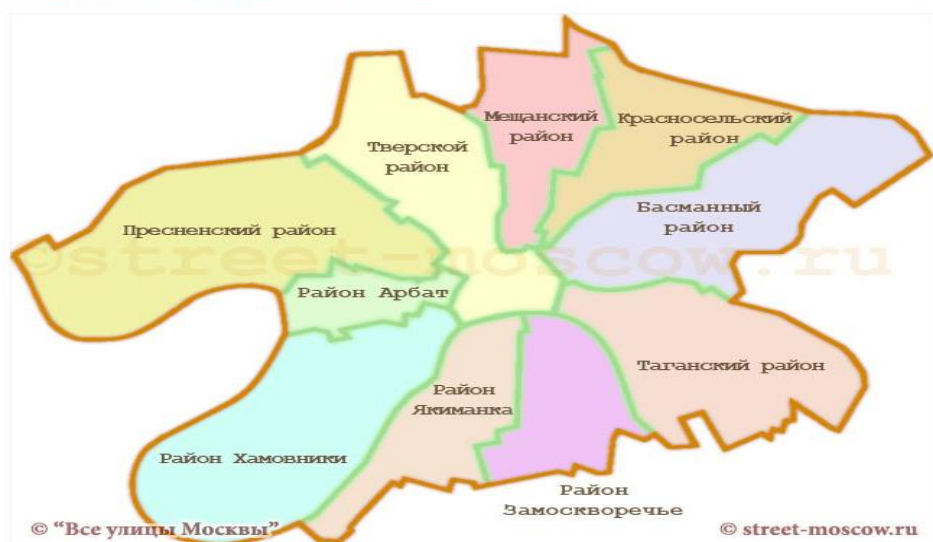 Мещанский
район
Красносельский
район
Тверской
район
Басманный
район
Пресненский район
©street-moscow.ru
Район Арбат
Таганский район
Район
Якиманка
Район Хамовники
Район
Замоскворечье
© "Все улицы Москвы"
© street-moscow.ru